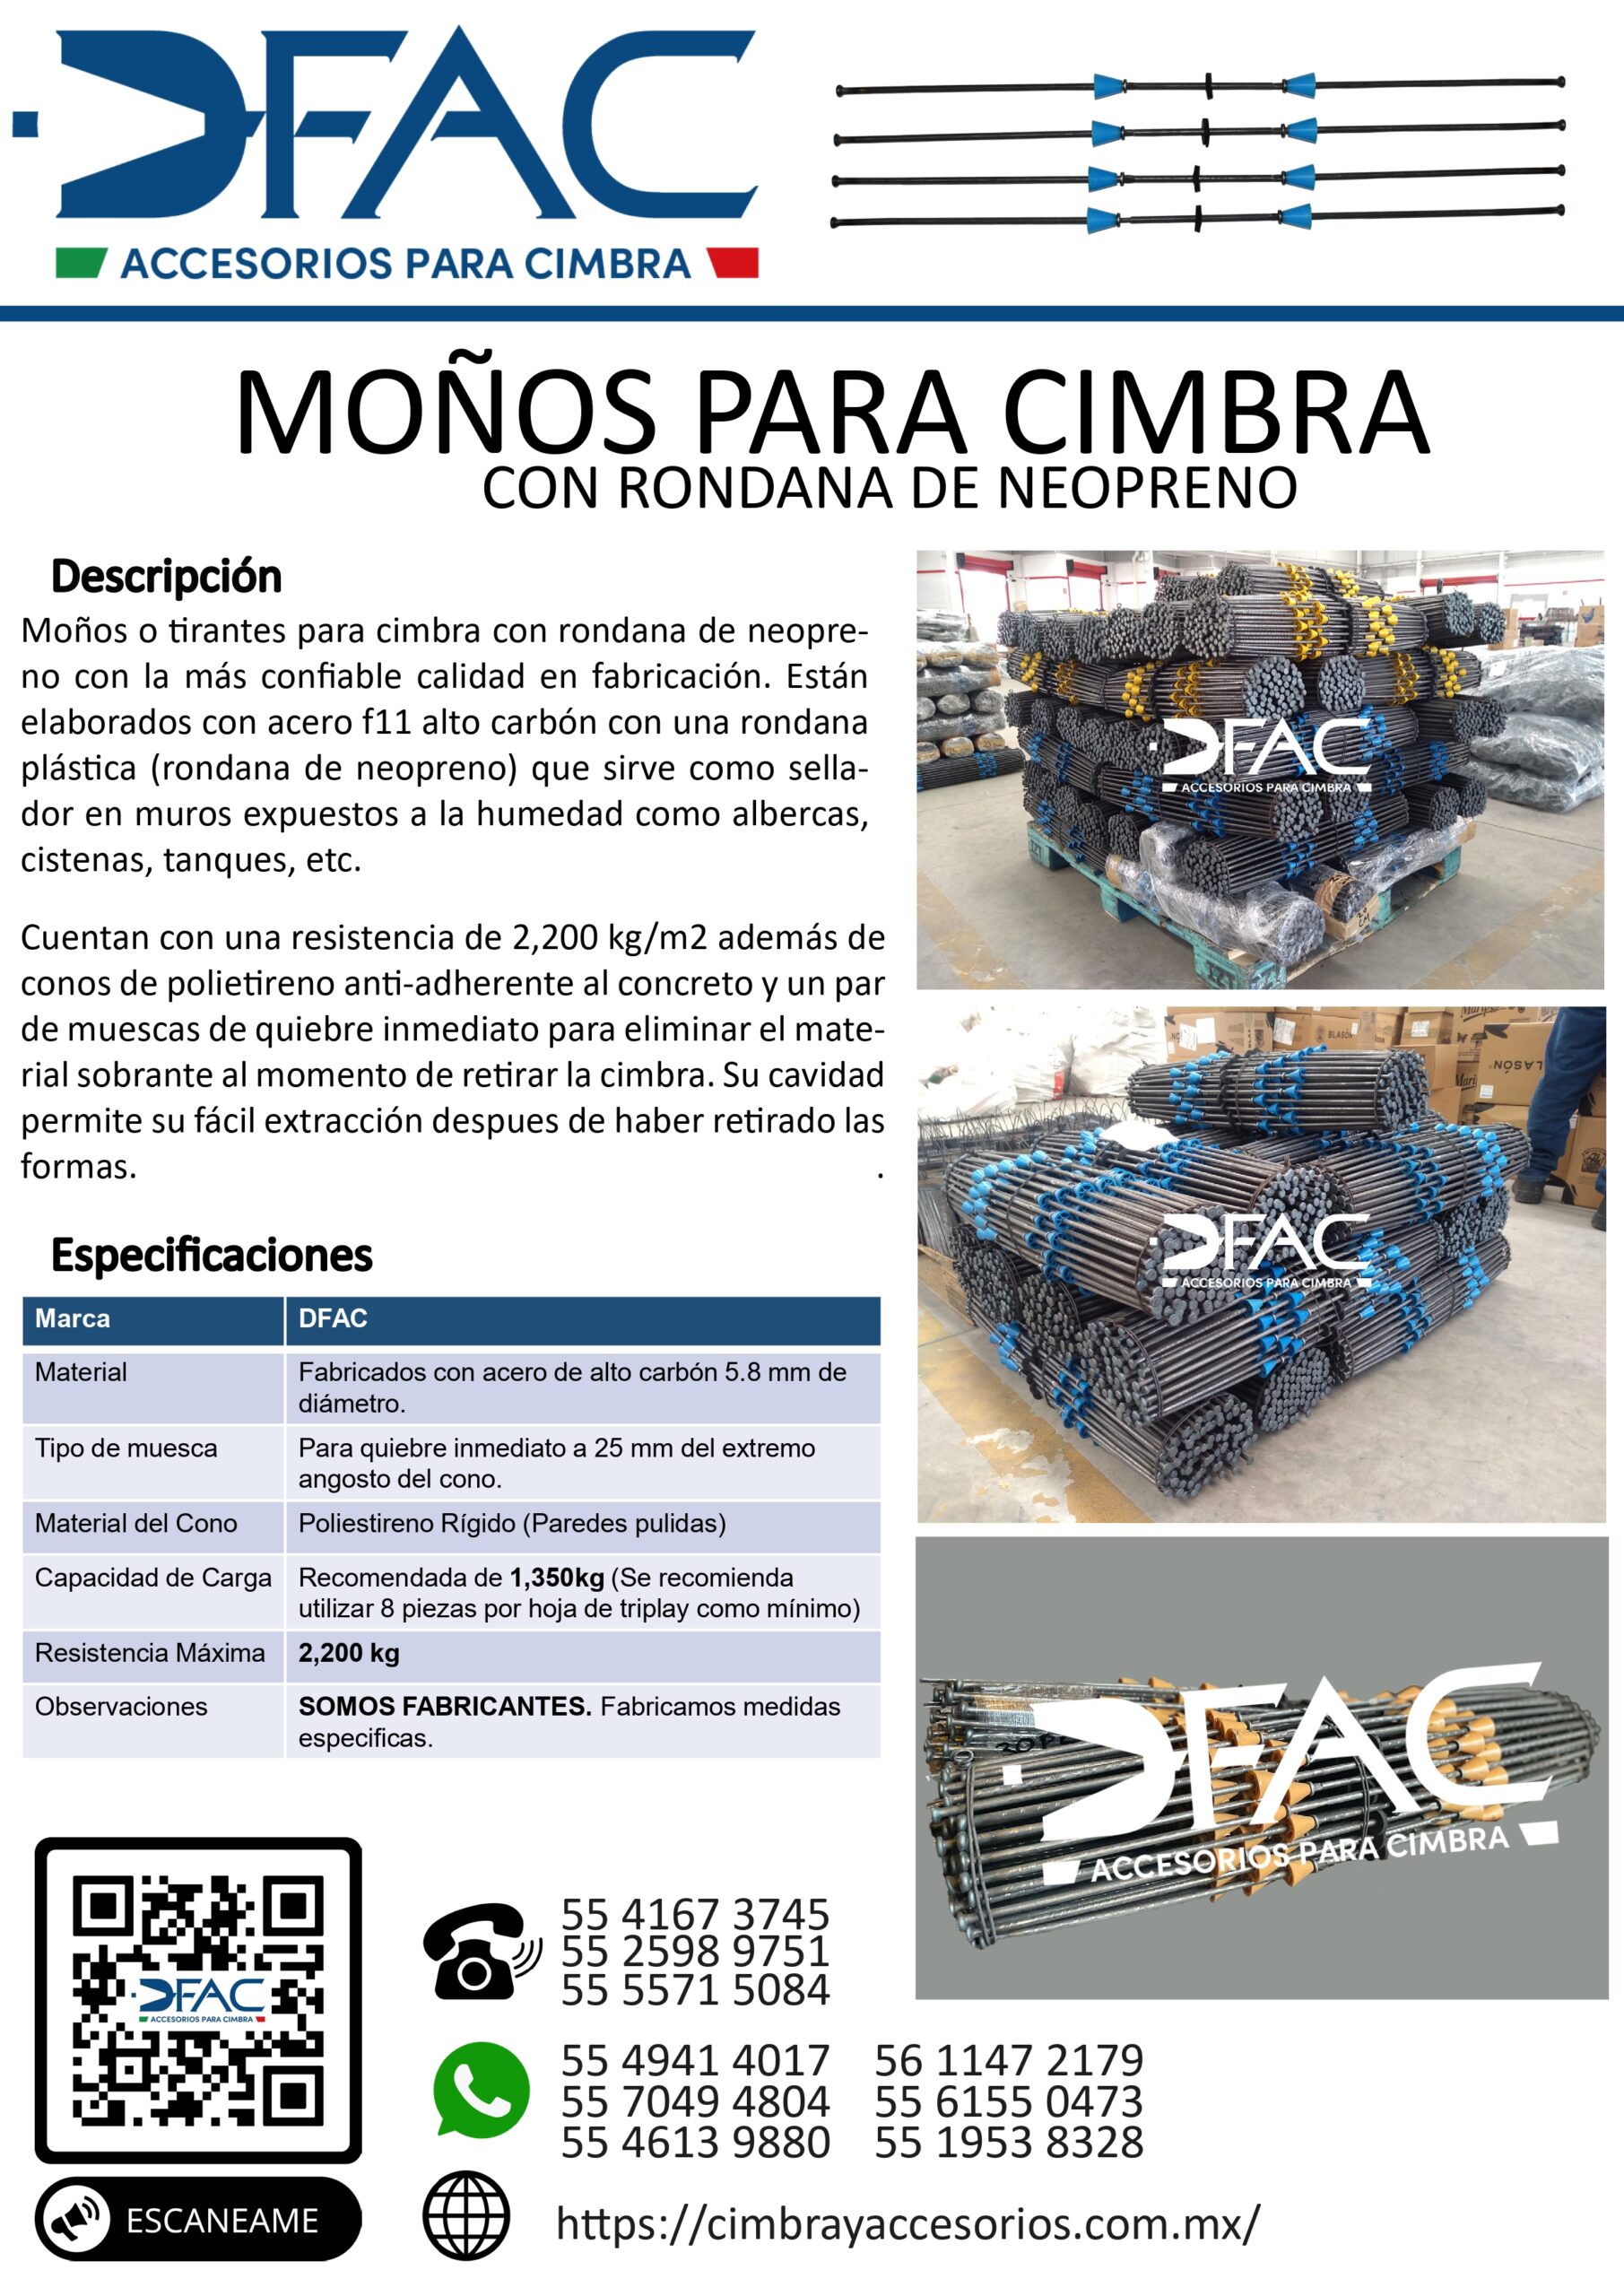 DFAC
ACCESORIOS PARA CIMBRA
MOÑOS PARA CIMBRA
CON RONDANA DE NEOPRENO
Descripción
Moños o tirantes para cimbra con rondana de neopre-
no con la más confiable calidad en fabricación. Están
elaborados con acero f11 alto carbón con una rondana
plástica (rondana de neopreno) que sirve como sella-
dor en muros expuestos a la humedad como albercas,
cistenas, tanques, etc.
Cuentan con una resistencia de 2,200 kg/m2 además de
conos de polietireno anti-adherente al concreto y un par
de muescas de quiebre inmediato para eliminar el mate-
rial sobrante al momento de retirar la cimbra. Su cavidad
permite su fácil extracción despues de haber retirado las
formas. .
Especificaciones
Marca DFAC
Material Fabricados con acero de alto carbón 5.8 mm de
diámetro.
Tipo de muesca Para quiebre inmediato a 25 mm del extremo
angosto del cono.
Material del Cono Poliestireno Rígido (Paredes pulidas)
Capacidad de Carga Recomendada de 1,350kg (Se recomienda
utilizar 8 piezas por hoja de triplay como mínimo)
Resistencia Máxima 2,200 kg
Observaciones SOMOS FABRICANTES. Fabricamos medidas
especificas.
DFAC
ACCESORIOS PARA CIMBRA
BLASÓN
BLASÓN
DFAC
ACCESORIOS PARA CIMBRA
DFAC
ACCESORIOS PARA CIMBRA
DFAC
ACCESORIOS PARA CIMBRA
ESCANEAME
55 4167 3745
55 2598 9751
55 5571 5084
55 4941 4017 56 1147 2179
55 7049 4804 55 6155 0473
55 4613 9880 55 1953 8328
https://cimbrayaccesorios.com.mx/